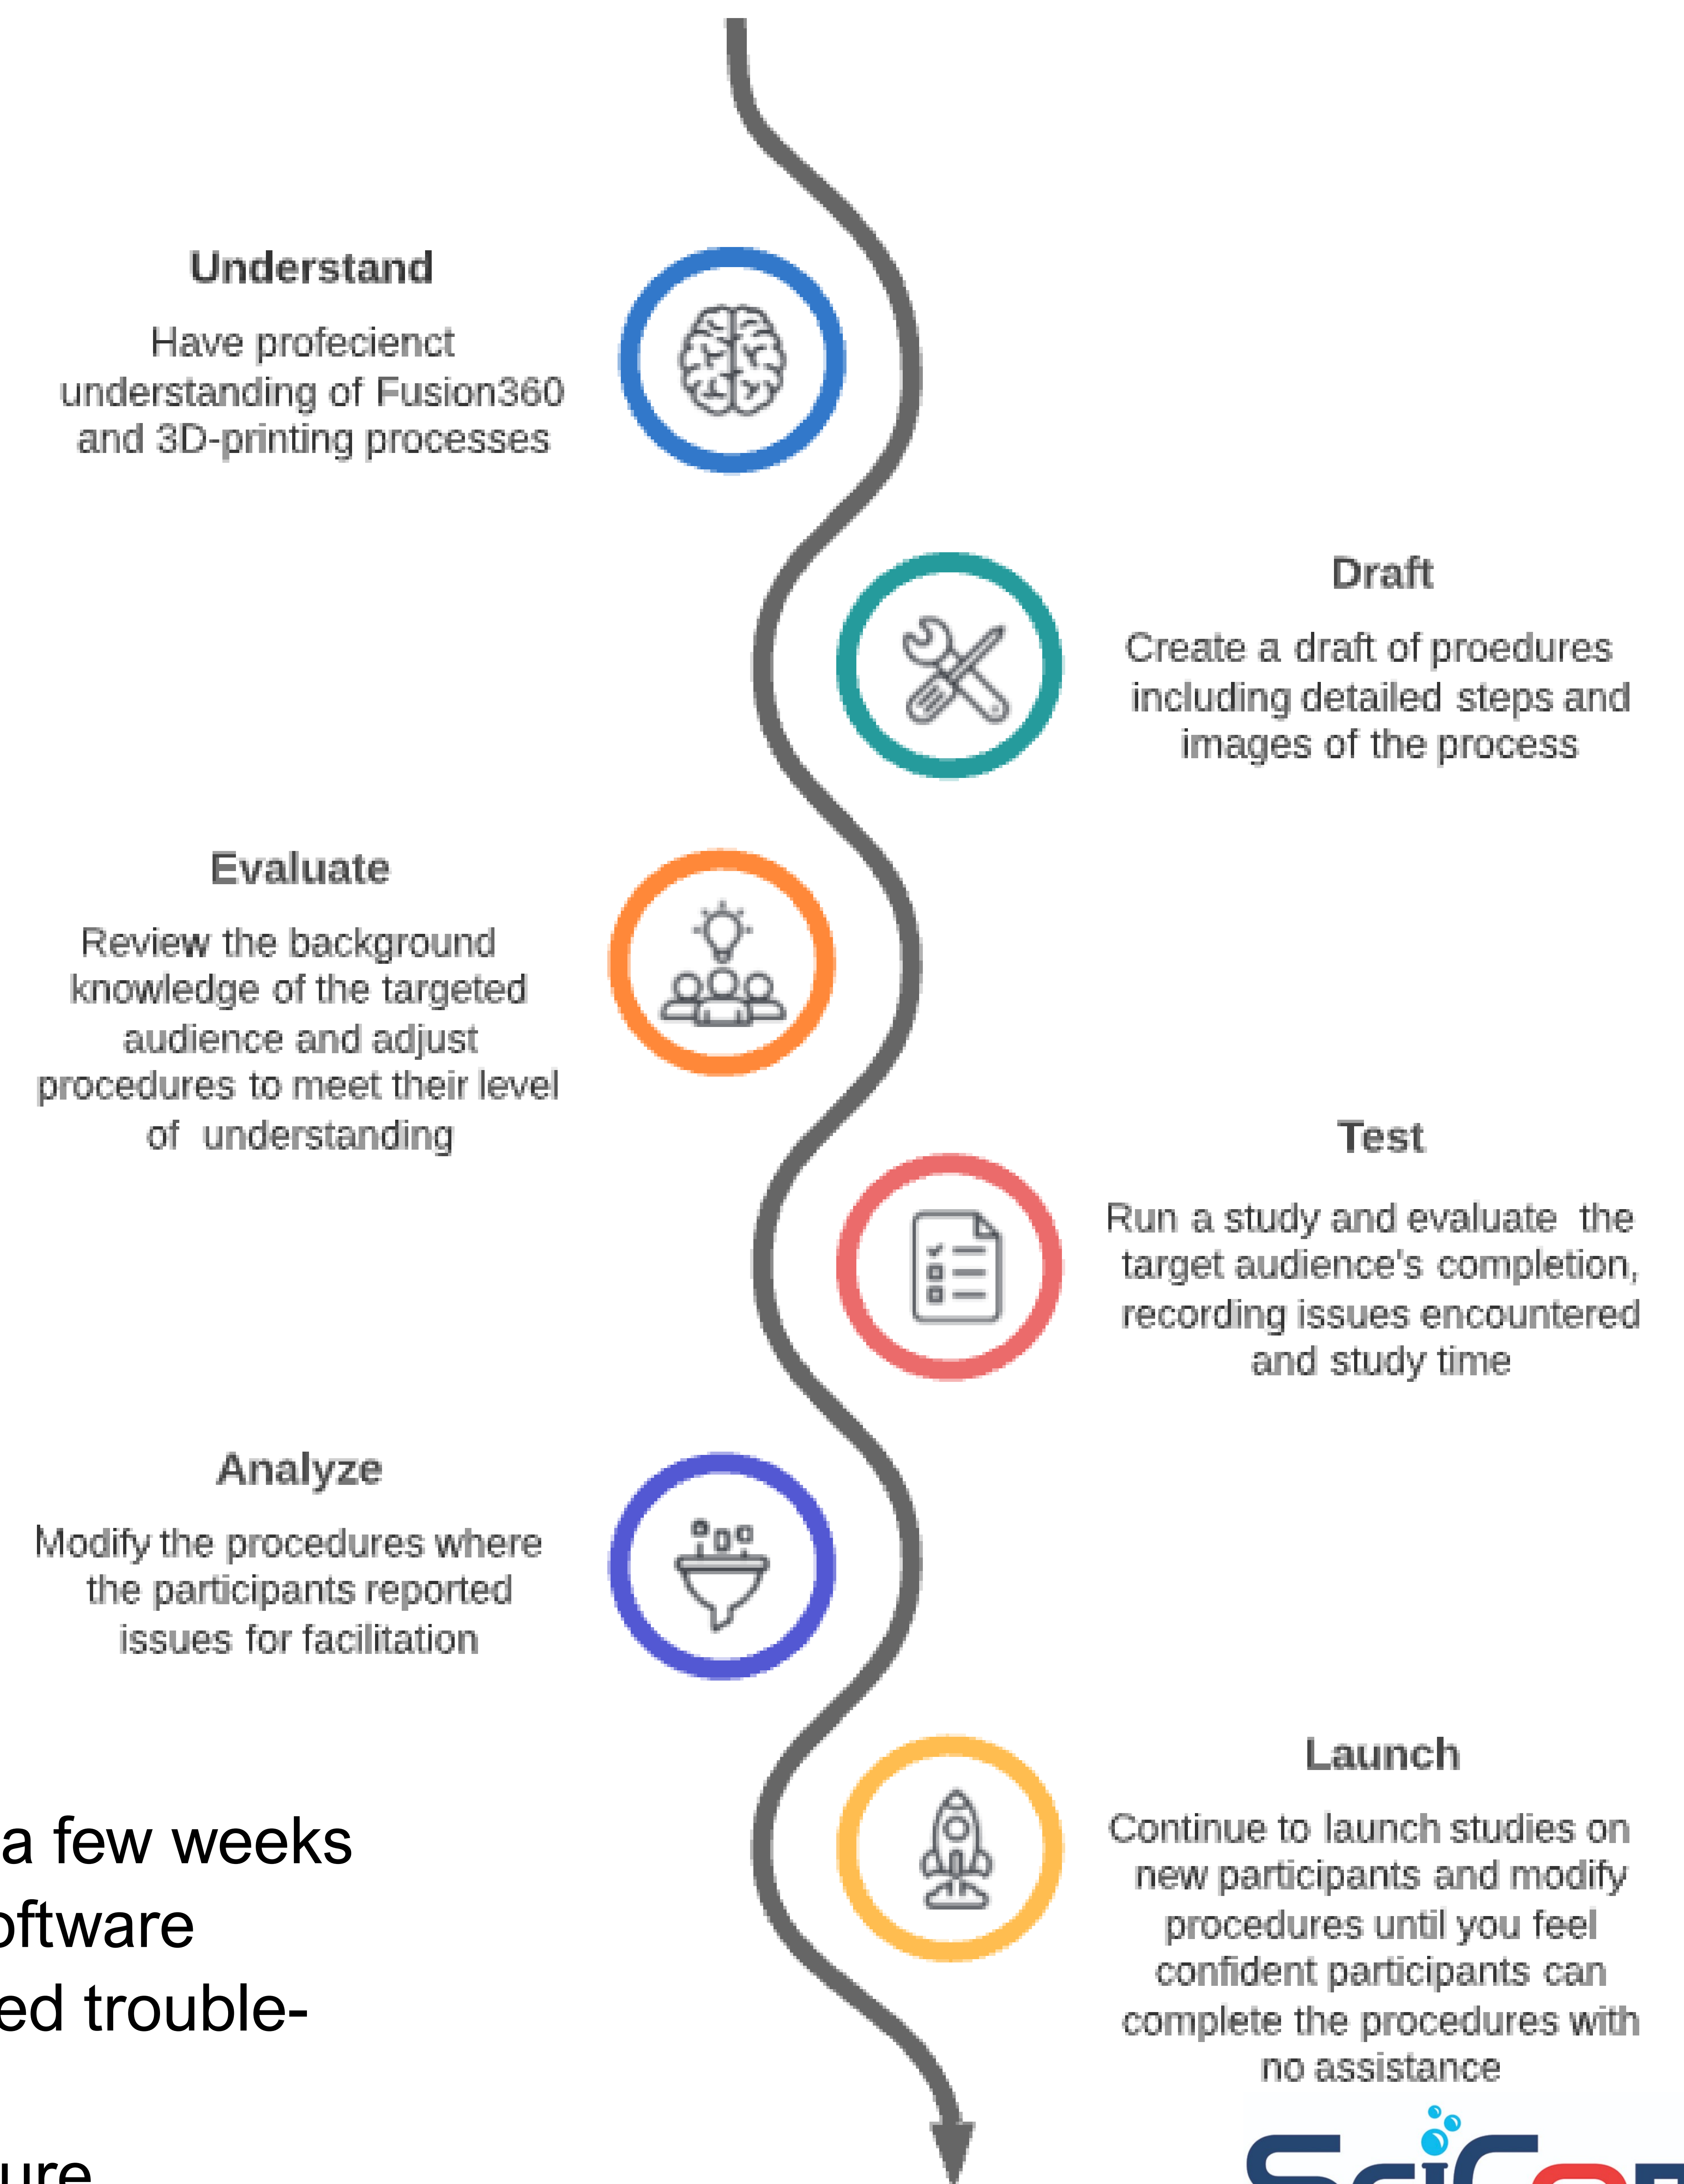 Understand
Have profecienct
understanding of Fusion360
and 3D-printing processes
Draft
Create a draft of proedures
including detailed steps and
images of the process
Evaluate
Review the background
knowledge of the targeted
audience and adjust
procedures to meet their level
of understanding
Test
Run a study and evaluate the
target audience's completion,
recording issues encountered
and study time
Analyze
Modify the procedures where
the participants reported
issues for facilitation
Launch
Continue to launch studies on
new participants and modify
procedures until you feel
confident participants can
complete the procedures with
no assistance
a few weeks
oftware
ed trouble-
ure